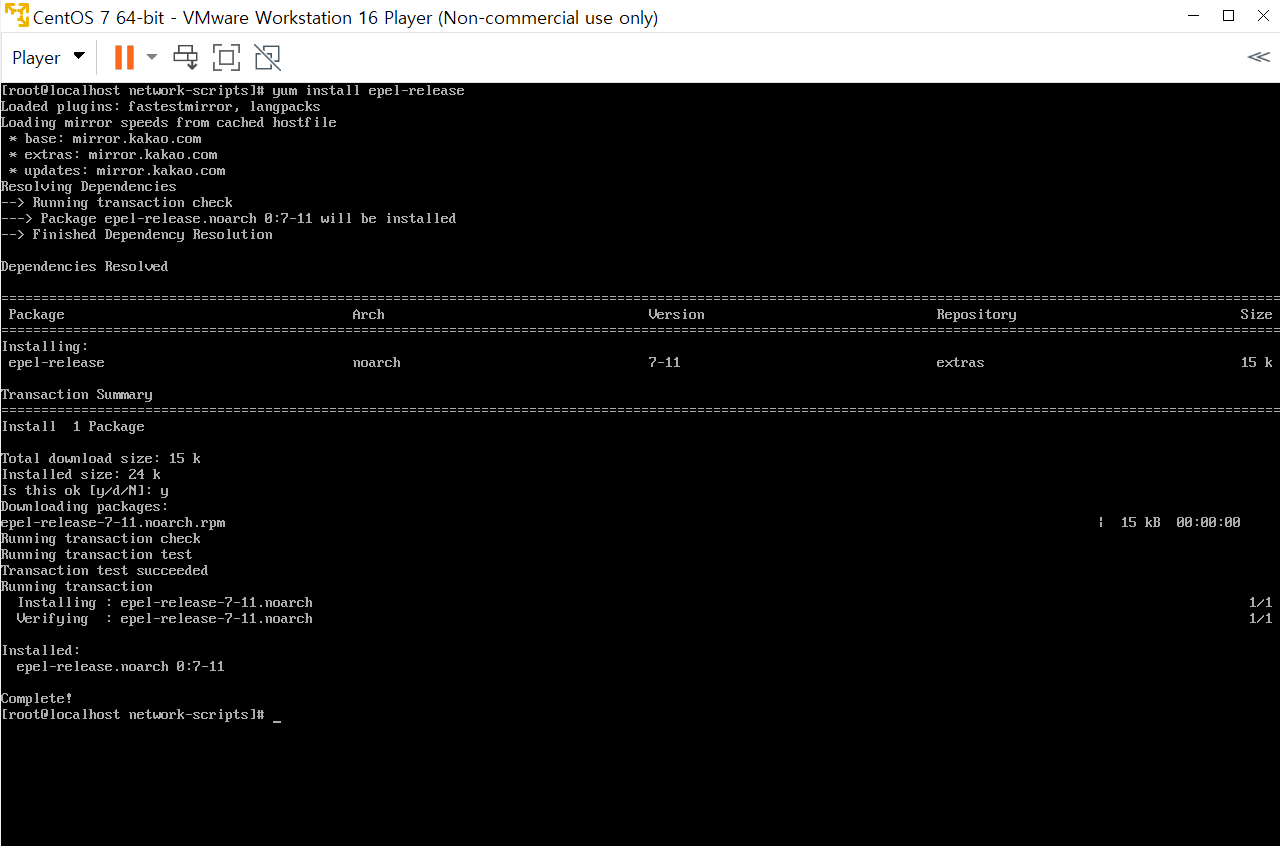 CentOS 7 64-bit - VMware Workstation 16 Player (Non-commercial use only)
Player
[root@localhost network-scripts]# yum install epel-release
Loaded plugins: fastestmirror, langpacks
Loading mirror speeds from cached hostfile
 * base: mirror.kakao.com
 * extras: mirror.kakao.com
 * updates: mirror.kakao.com
Resolving Dependencies
--> Running transaction check
---> Package epel-release.noarch 0:7-11 will be installed
--> Finished Dependency Resolution
Dependencies Resolved
Package Arch Version Repository Size
Installing:
epel-release noarch 7-11 extras 15 k
Transaction Summary
Install  1 Package
Total download size: 15 k
Installed size: 24 k
Is this ok [y/d/N]: y
Downloading packages:
epel-release-7-11.noarch.rpm | 15 kB 00:00:00
Running transaction check
Running transaction test
Transaction test succeeded
Running transaction
  Installing : epel-release-7-11.noarch 1/1
  Verifying  : epel-release-7-11.noarch 1/1
Installed:
  epel-release.noarch 0:7-11
Complete!
[root@localhost network-scripts]# _